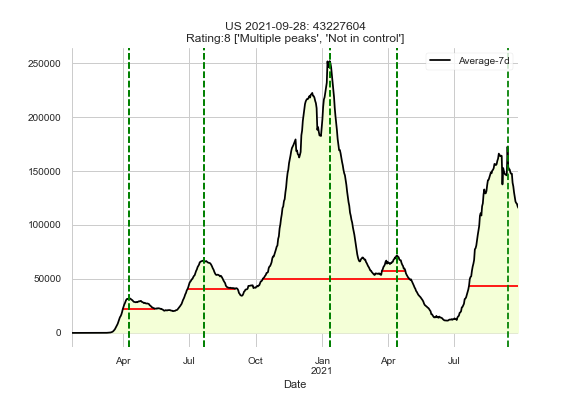 US 2021-09-28: 43227604
Rating:8 ['Multiple peaks', 'Not in control']
Average-7d
250000
200000
150000
100000
50000
0
Apr Jul Oct Jan Apr Jul
2021
Date